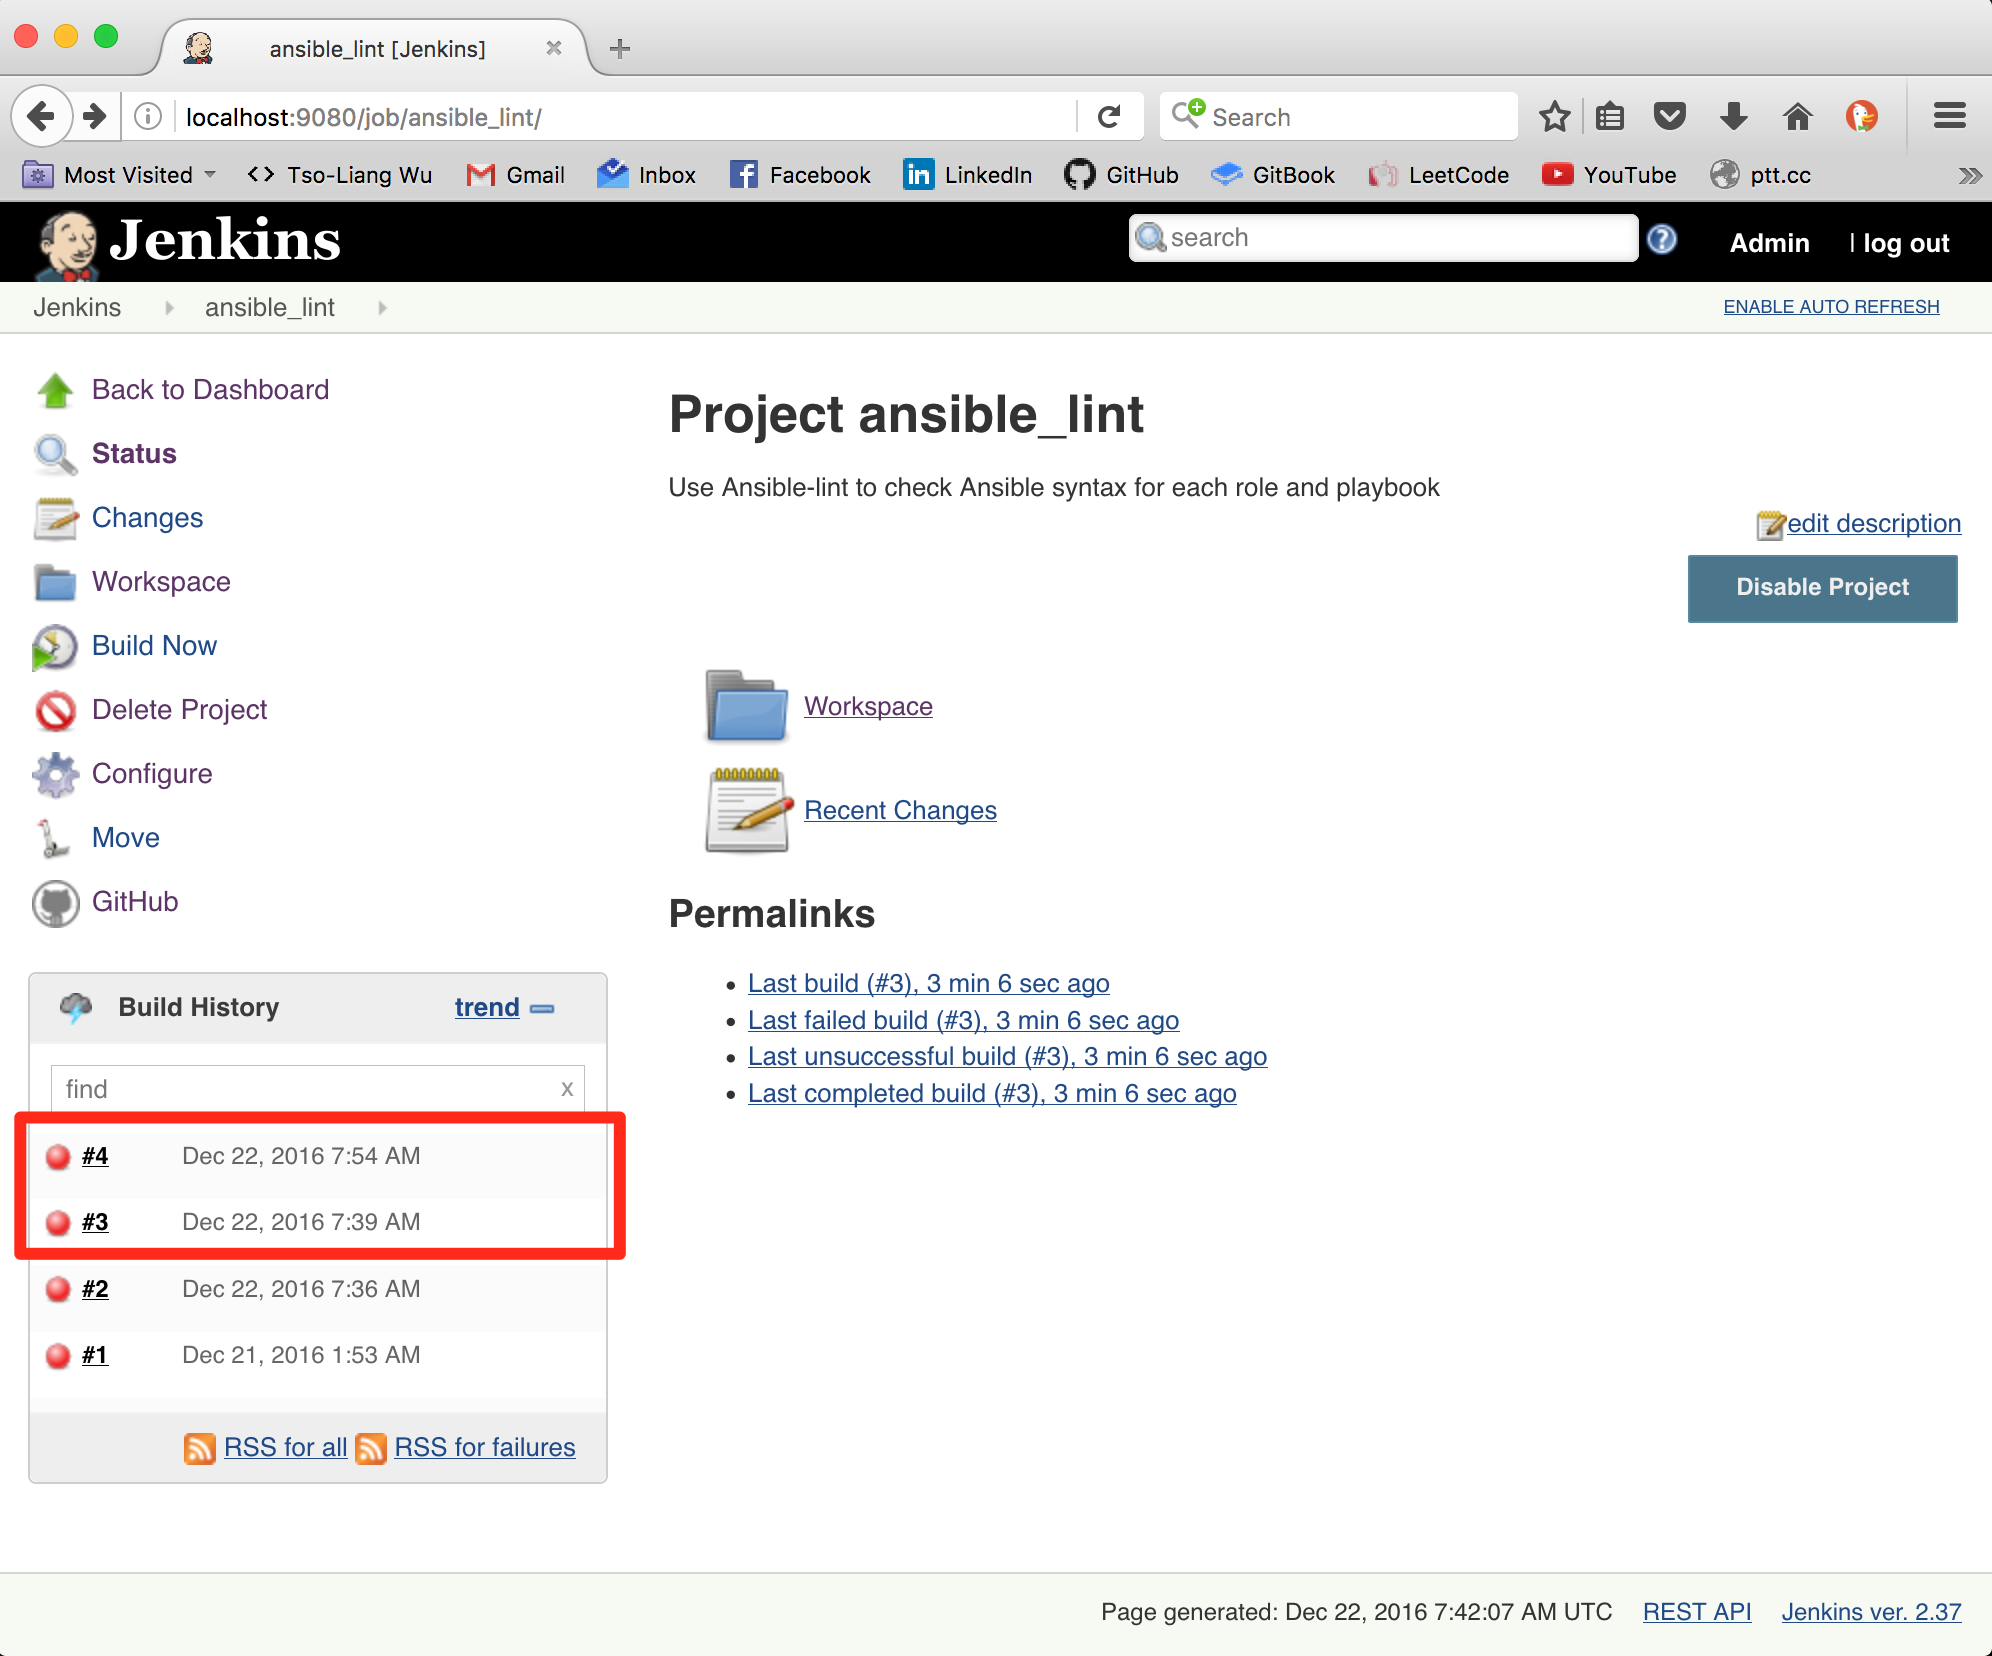 ansible_lint [Jenkins]
localhost:9080/job/ansible_lint/
Search
Most Visited
Tso-Liang Wu
Gmail
Inbox
Facebook
LinkedIn
GitHub
GitBook
LeetCode
YouTube
ptt.cc
Jenkins
search
Admin
| log out
Jenkins
ansible_lint
ENABLE AUTO REFRESH
Back to Dashboard
Status
Changes
Workspace
Build Now
Delete Project
Configure
Move
GitHub
Project ansible_lint
Use Ansible-lint to check Ansible syntax for each role and playbook
edit description
Disable Project
Workspace
Recent Changes
Permalinks
Last build (#3), 3 min 6 sec ago
Last failed build (#3), 3 min 6 sec ago
Last unsuccessful build (#3), 3 min 6 sec ago
Last completed build (#3), 3 min 6 sec ago
Build History
trend
find
x
#4 Dec 22, 2016 7:54 AM
#3 Dec 22, 2016 7:39 AM
#2 Dec 22, 2016 7:36 AM
#1 Dec 21, 2016 1:53 AM
RSS for all RSS for failures
Page generated: Dec 22, 2016 7:42:07 AM UTC REST API Jenkins ver. 2.37